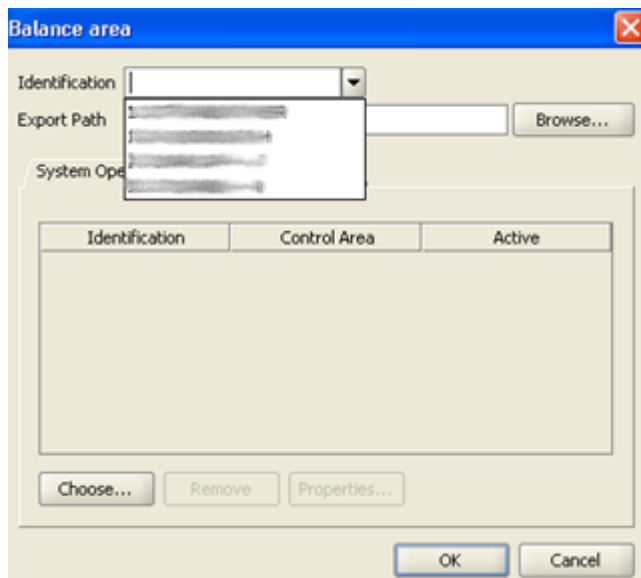 Balance area
Identification
Export Path
Browse...
System Ope
Identification Control Area Active
Choose... Remove Properties...
OK Cancel